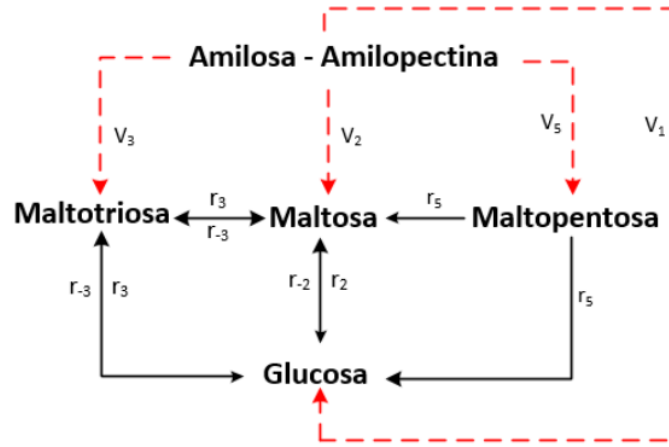 Amilosa - Amilopectina
V3 V2 V5 V1
r3 r5
Maltotriosa Maltosa Maltopentosa
r-3
r-3 r3 r-2 r2 r5
Glucosa